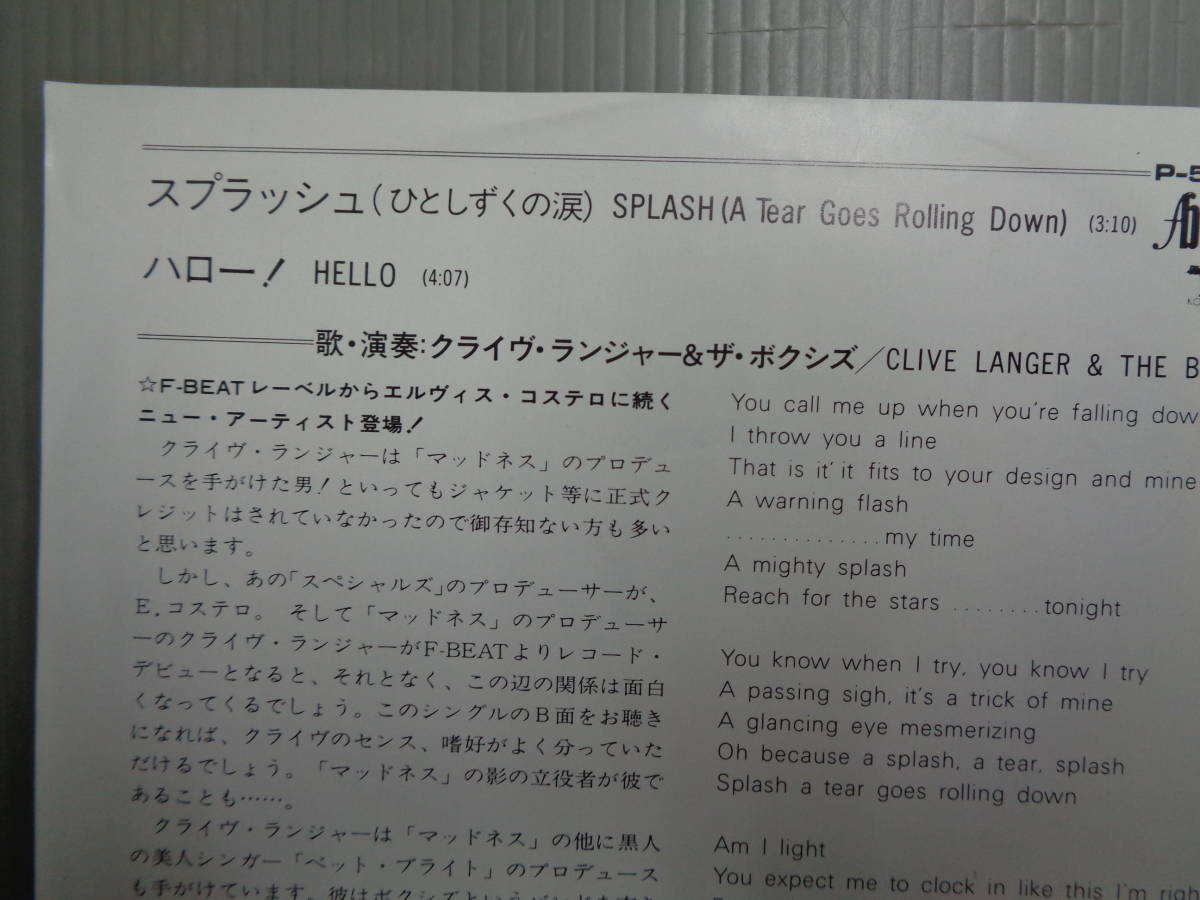 P-5
スプラッシュ(ひとしずくの涙) SPLASH (A Tear Goes Rolling Down) (3:10)
ハロー! HELLO (4:07)
歌・演奏:クライヴ・ランジャー&ザ・ボクシズ/CLIVE LANGER & THE B
☆F-BEATレーベルからエルヴィス・コステロに続く
ニュー・アーティスト登場!
クライヴ・ランジャーは「マッドネス」のプロデュ
ースを手がけた男!といってもジャケット等に正式ク
レジットはされていなかったので御存知ない方も多い
と思います。
しかし、あの「スペシャルズ」のプロデューサーが、
E.コステロ。そして「マッドネス」のプロデューサ
ーのクライヴ・ランジャーがF-BEATよりレコード・
デビューとなると、それとなく、この辺の関係は面白
くなってくるでしょう。このシングルのB面をお聴き
になれば、クライヴのセンス、嗜好がよく分っていた
だけるでしょう。「マッドネス」の影の立役者が彼で
あることも……。
クライヴ・ランジャーは「マッドネス」の他に黒人
の美人シンガー「ベット・ブライト」のプロデュース
も手がけています。彼はボクシズというバンドを
You call me up when you're falling dow
I throw you a line
That is it' it fits to your design and mine
A warning flash
..............my time
A mighty splash
Reach for the stars ........tonight
You know when I try, you know I try
A passing sigh, it's a trick of mine
A glancing eye mesmerizing
Oh because a splash, a tear, splash
Splash a tear goes rolling down
Am I light
You expect me to clock in like this I'm righ